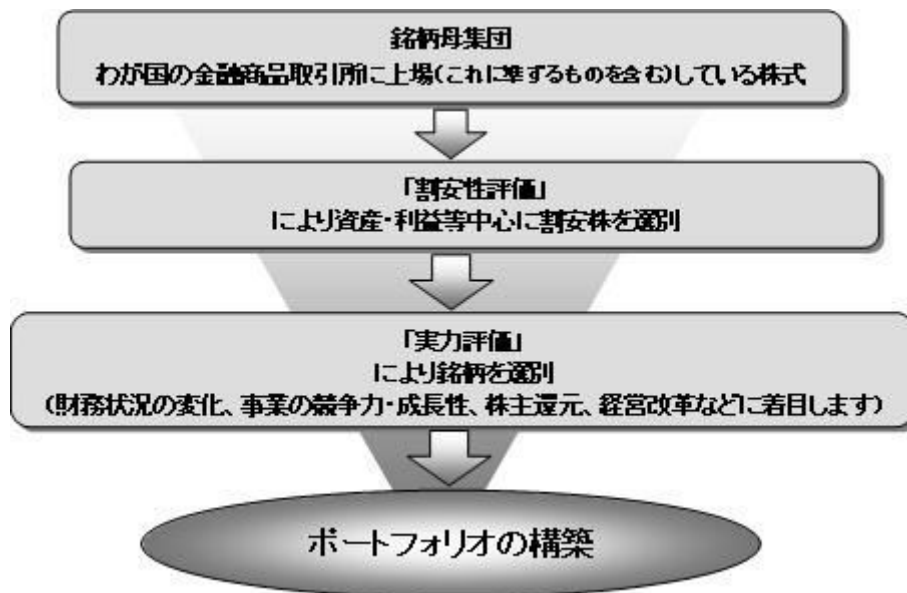 銘柄母集団
わが国の金融商品取引所に上場(これに準ずるものを含む)している株式
「割安性評価」
により資産・利益等中心に割安株を選別
「実力評価」
により銘柄を選別
(財務状況の変化、事業の競争力・成長性、株主還元、経営改革などに着目します)
ポートフォリオの構築